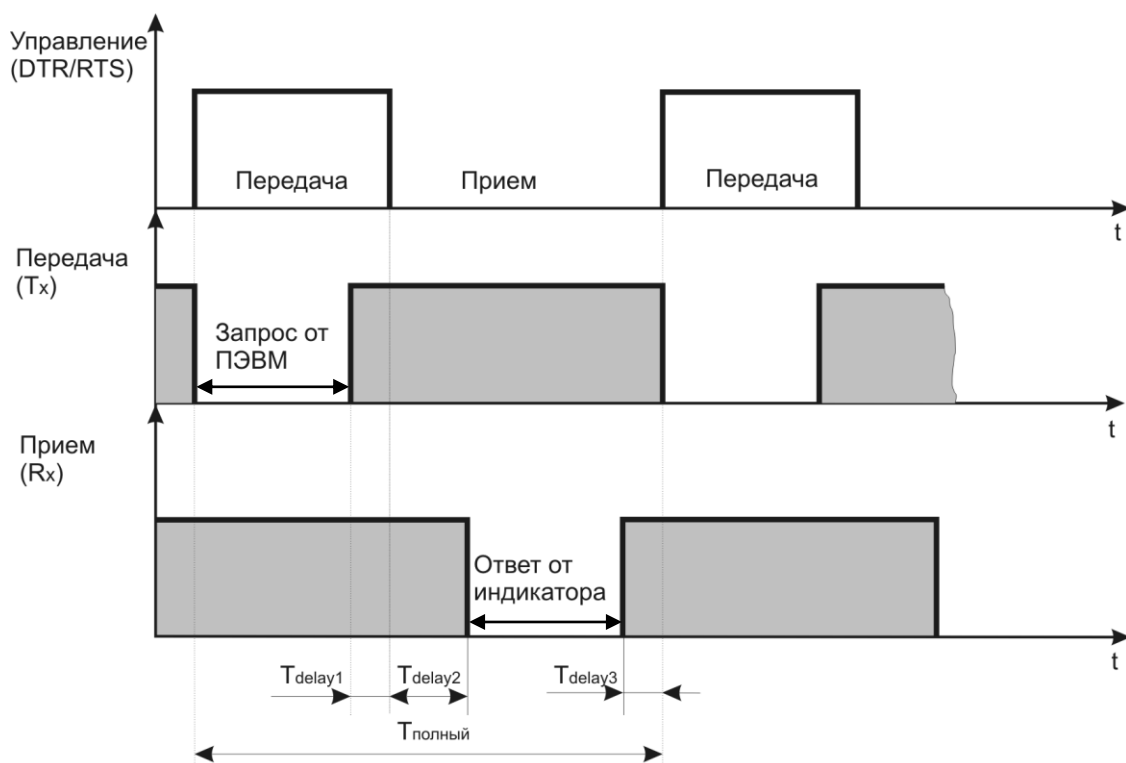 Управление
(DTR/RTS)
Передача
Прием
Передача
t
Передача
(Tx)
Запрос от
ПЭВМ
t
Прием
(Rx)
Ответ от
индикатора
t
Tdelay1
Tdelay2
Tdelay3
Tполный